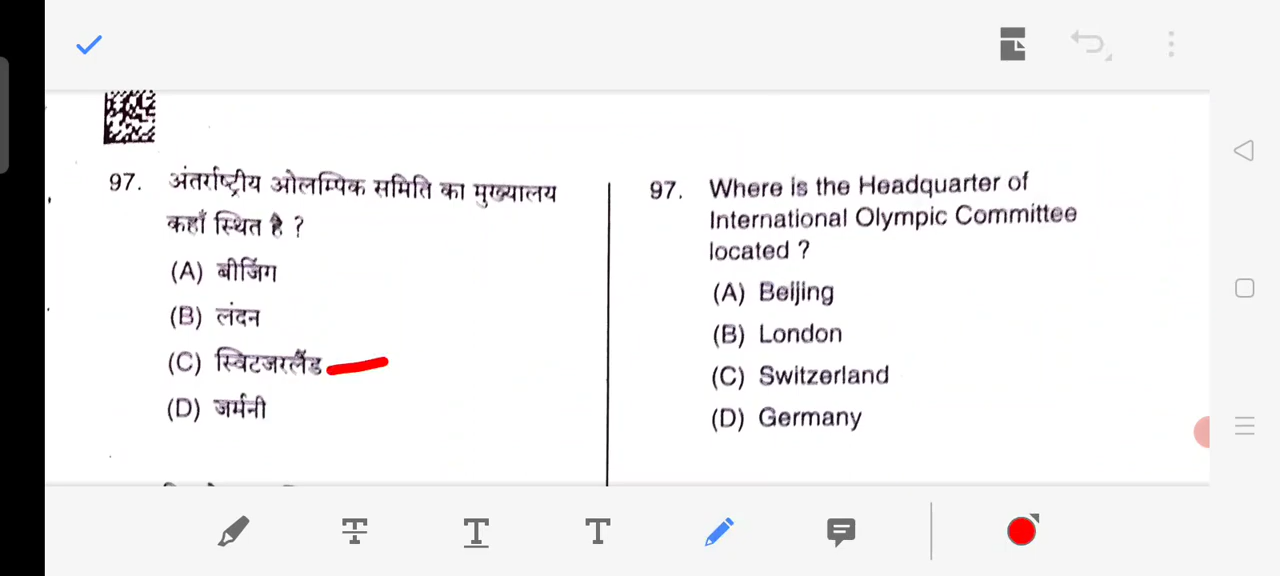 97. अंतर्राष्ट्रीय ओलम्पिक समिति का मुख्यालय
कहाँ स्थित है ?
(A) बीजिंग
(B) लंदन
(C) स्विटजरलैंड
(D) जर्मनी
97. Where is the Headquarter of
International Olympic Committee
located ?
(A) Beijing
(B) London
(C) Switzerland
(D) Germany